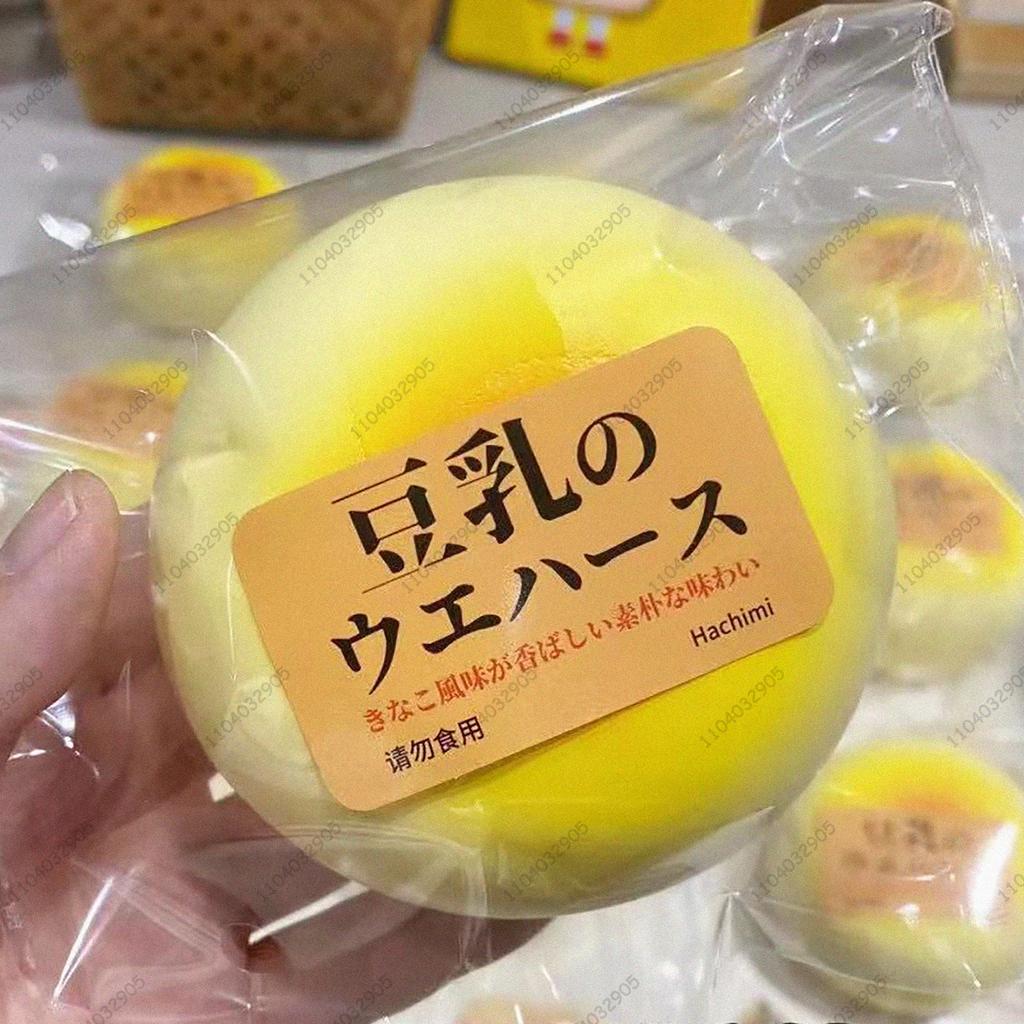 豆乳の
ウエハース
きなこ風味が香ばしい素朴な味わい
Hachimi
请勿食用
1104032905